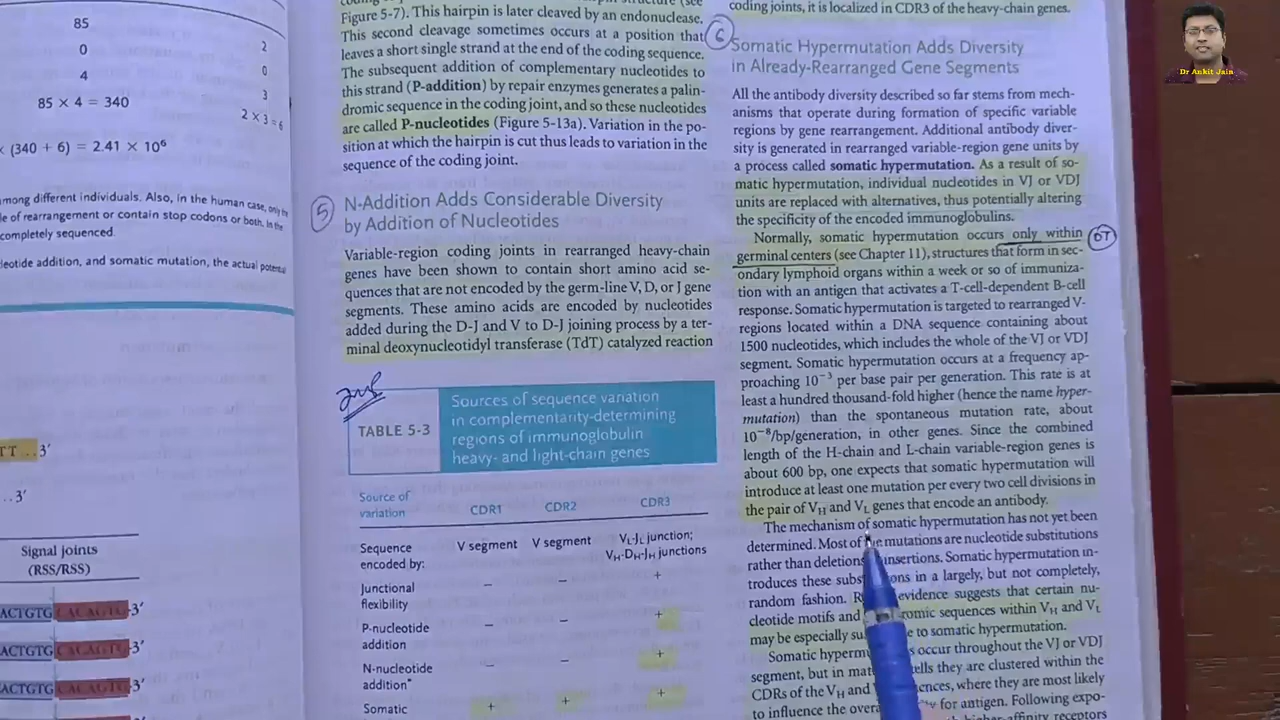 85
0
4
85 × 4 = 340
2
0
3
2 × 3 = 6
× (340 + 6) = 2.41 × 10⁶
among different individuals. Also, in the human case, only the
le of rearrangement or contain stop codons or both. In the
completely sequenced.
leotide addition, and somatic mutation, the actual potential
TT ...3′
...3′
Signal joints
(RSS/RSS)
ACTGTG CACAGTG-3′
ACTGTG CACAGTG-3′
ACTGTG CACAGTG-3′
Figure 5-7). This hairpin is later cleaved by an endonuclease.
This second cleavage sometimes occurs at a position that
leaves a short single strand at the end of the coding sequence.
The subsequent addition of complementary nucleotides to
this strand (P-addition) by repair enzymes generates a palin-
dromic sequence in the coding joint, and so these nucleotides
are called P-nucleotides (Figure 5-13a). Variation in the po-
sition at which the hairpin is cut thus leads to variation in the
sequence of the coding joint.
5
N-Addition Adds Considerable Diversity
by Addition of Nucleotides
Variable-region coding joints in rearranged heavy-chain
genes have been shown to contain short amino acid se-
quences that are not encoded by the germ-line V, D, or J gene
segments. These amino acids are encoded by nucleotides
added during the D-J and V to D-J joining process by a ter-
minal deoxynucleotidyl transferase (TdT) catalyzed reaction
TABLE 5-3
Sources of sequence variation
in complementarity-determining
regions of immunoglobulin
heavy- and light-chain genes
Source of
variation
CDR1
CDR2
CDR3
Sequence
encoded by:
V segment
V segment
VL-JL junction;
VH-DH-JH junctions
Junctional
flexibility
−
−
+
P-nucleotide
addition
−
−
+
N-nucleotide
addition*
−
−
+
Somatic
+
+
+
coding joints, it is localized in CDR3 of the heavy-chain genes.
6
Somatic Hypermutation Adds Diversity
in Already-Rearranged Gene Segments
All the antibody diversity described so far stems from mech-
anisms that operate during formation of specific variable
regions by gene rearrangement. Additional antibody diver-
sity is generated in rearranged variable-region gene units by
a process called somatic hypermutation. As a result of so-
matic hypermutation, individual nucleotides in VJ or VDJ
units are replaced with alternatives, thus potentially altering
the specificity of the encoded immunoglobulins.
Normally, somatic hypermutation occurs only within
germinal centers (see Chapter 11), structures that form in sec-
ondary lymphoid organs within a week or so of immuniza-
tion with an antigen that activates a T-cell-dependent B-cell
response. Somatic hypermutation is targeted to rearranged V-
regions located within a DNA sequence containing about
1500 nucleotides, which includes the whole of the VJ or VDJ
segment. Somatic hypermutation occurs at a frequency ap-
proaching 10⁻³ per base pair per generation. This rate is at
least a hundred thousand-fold higher (hence the name hyper-
mutation) than the spontaneous mutation rate, about
10⁻⁸/bp/generation, in other genes. Since the combined
length of the H-chain and L-chain variable-region genes is
about 600 bp, one expects that somatic hypermutation will
introduce at least one mutation per every two cell divisions in
the pair of VH and VL genes that encode an antibody.
The mechanism of somatic hypermutation has not yet been
determined. Most of mutations are nucleotide substitutions
rather than deletions insertions. Somatic hypermutation in-
troduces these in a largely, but not completely,
random fashion. evidence suggests that certain nu-
cleotide motifs and sequences within VH and VL
may be especially to somatic hypermutation.
Somatic occur throughout the VJ or VDJ
segment, but in they are clustered within the
CDRs of the VH and where they are most likely
to influence the for antigen. Following expo-
Dr Ankit Jain